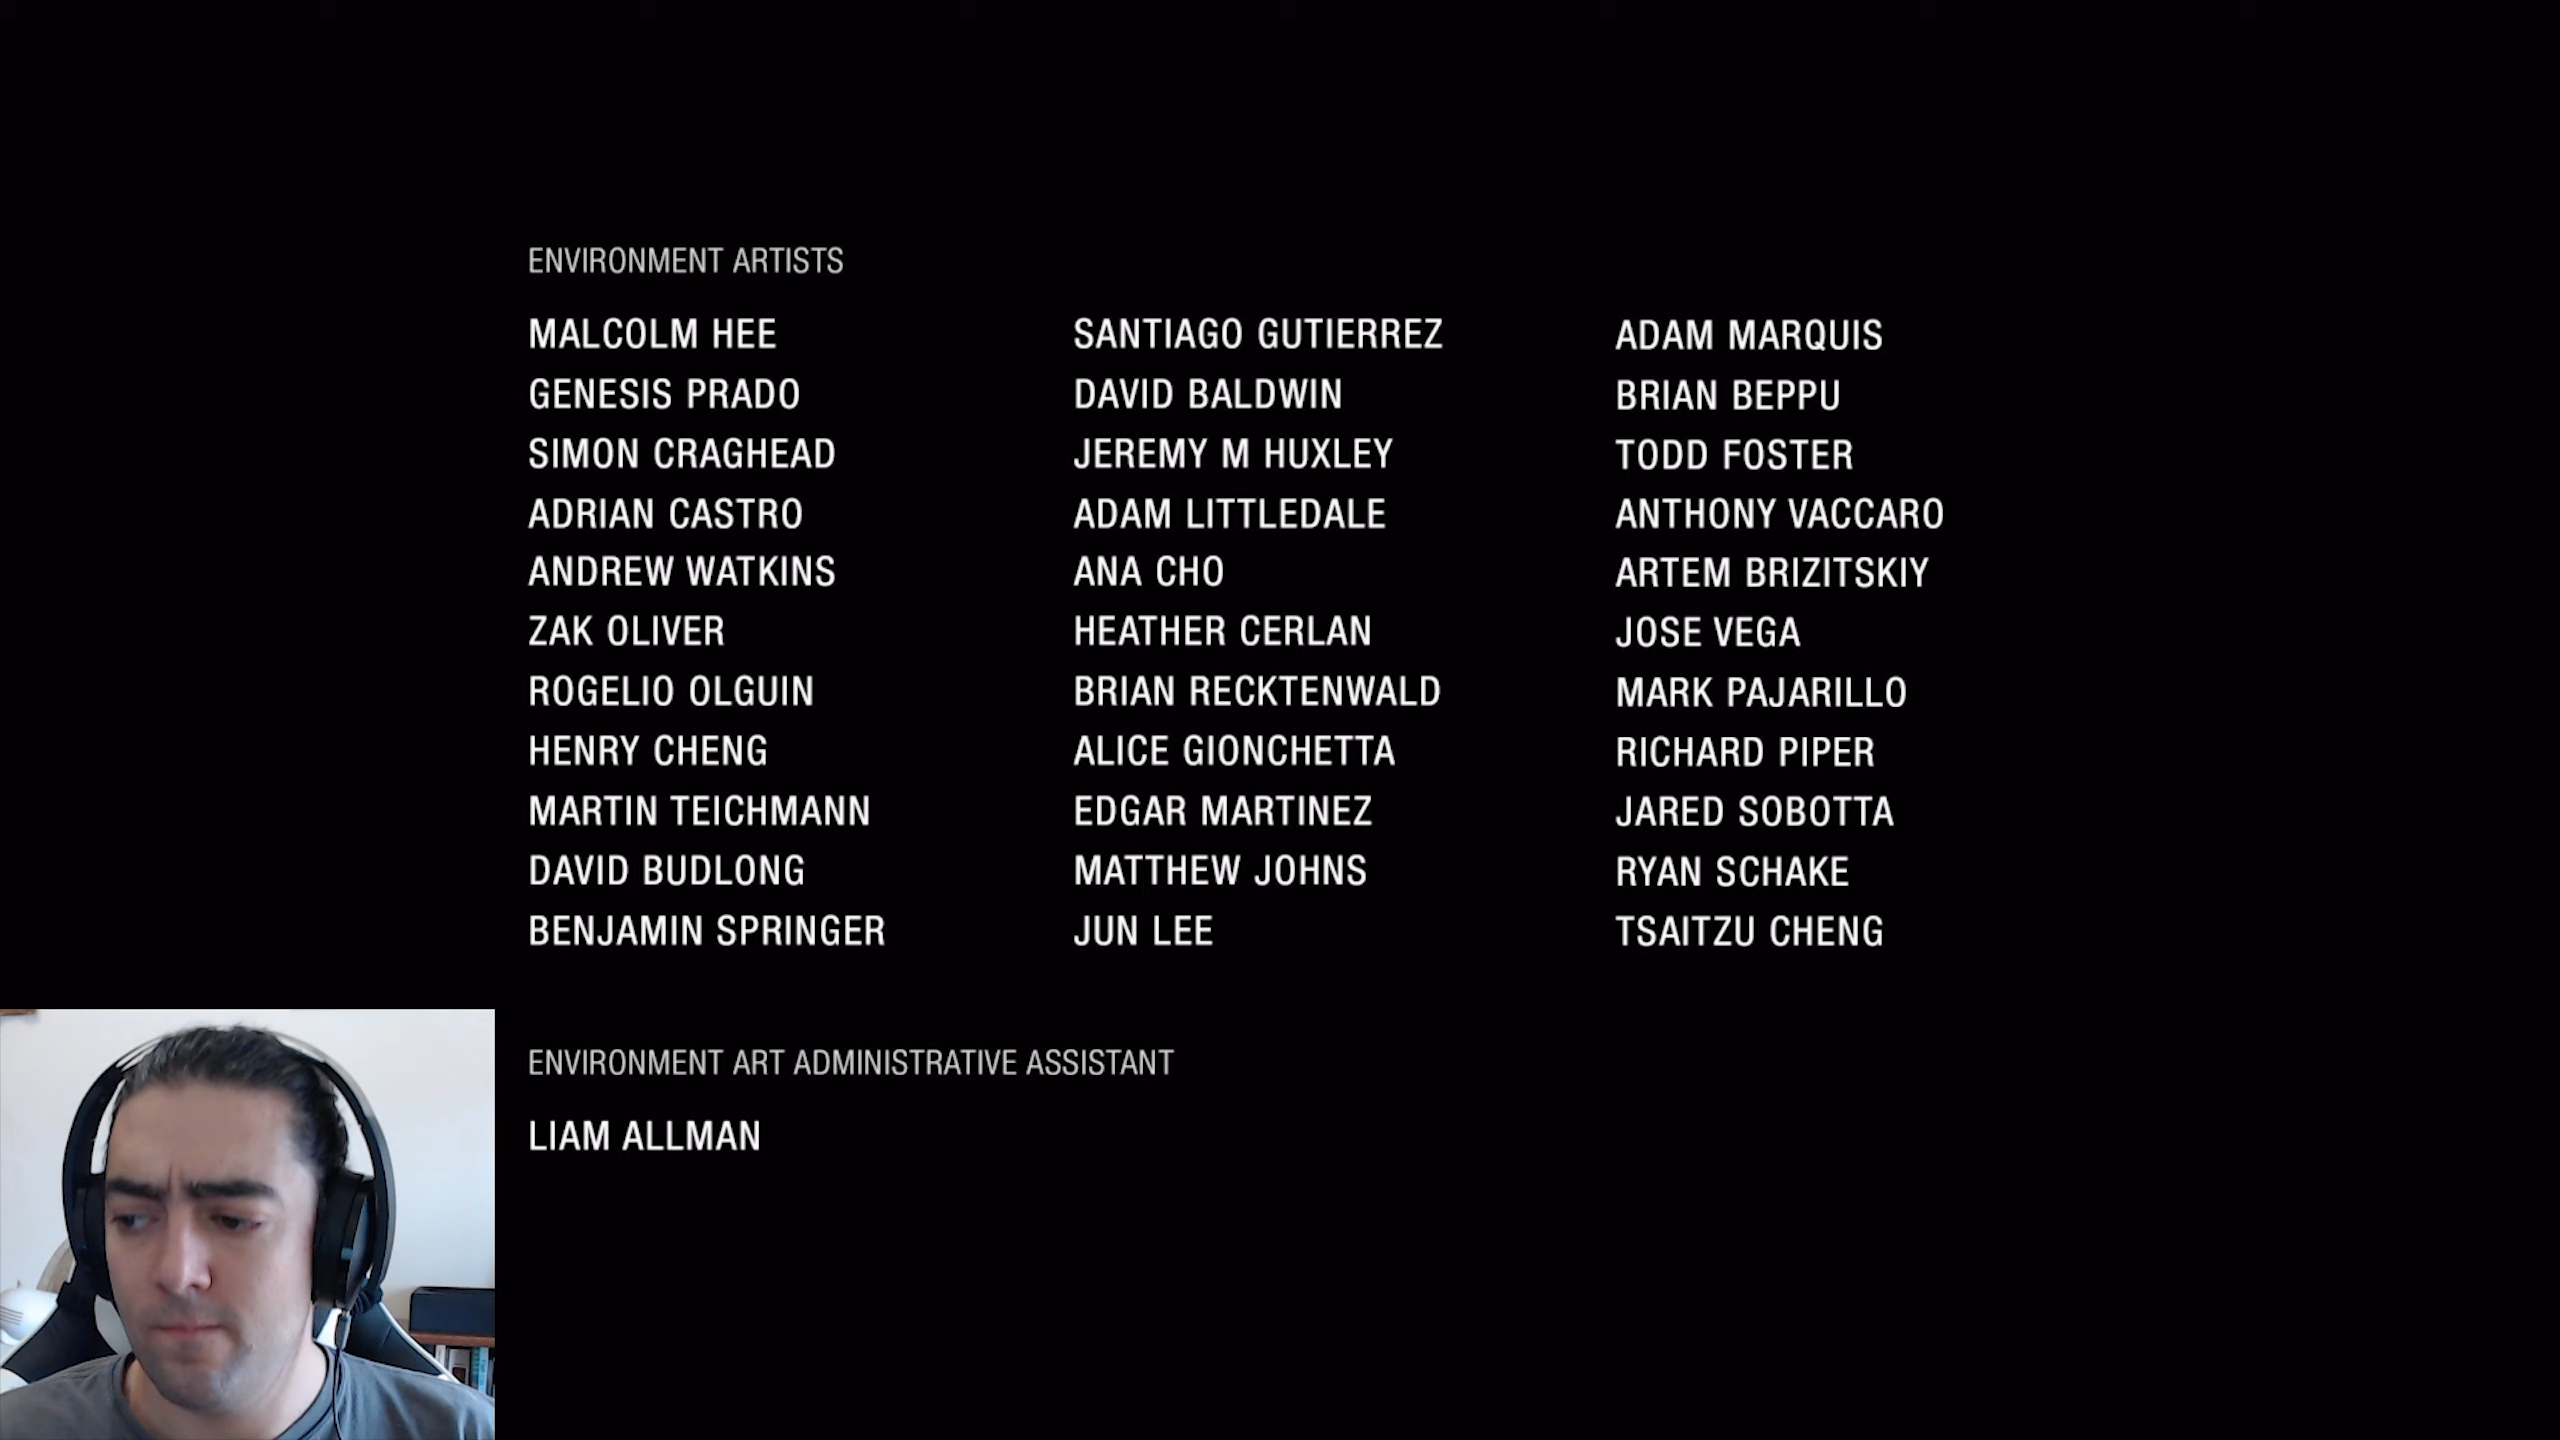 ENVIRONMENT ARTISTS
MALCOLM HEE
GENESIS PRADO
SIMON CRAGHEAD
ADRIAN CASTRO
ANDREW WATKINS
ZAK OLIVER
ROGELIO OLGUIN
HENRY CHENG
MARTIN TEICHMANN
DAVID BUDLONG
BENJAMIN SPRINGER
SANTIAGO GUTIERREZ
DAVID BALDWIN
JEREMY M HUXLEY
ADAM LITTLEDALE
ANA CHO
HEATHER CERLAN
BRIAN RECKTENWALD
ALICE GIONCHETTA
EDGAR MARTINEZ
MATTHEW JOHNS
JUN LEE
ADAM MARQUIS
BRIAN BEPPU
TODD FOSTER
ANTHONY VACCARO
ARTEM BRIZITSKIY
JOSE VEGA
MARK PAJARILLO
RICHARD PIPER
JARED SOBOTTA
RYAN SCHAKE
TSAITZU CHENG
ENVIRONMENT ART ADMINISTRATIVE ASSISTANT
LIAM ALLMAN